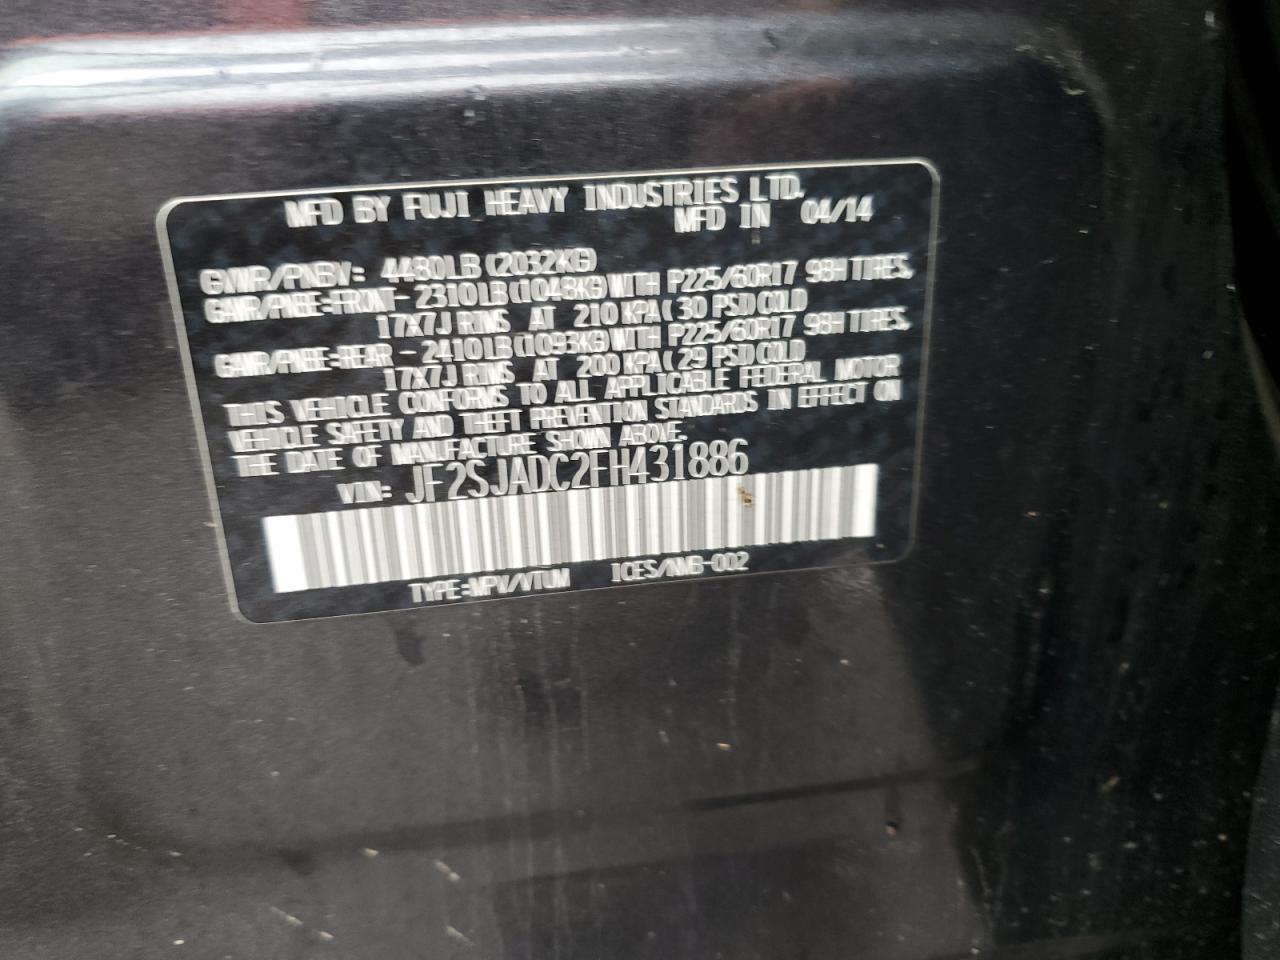 MFD BY FUJI HEAVY INDUSTRIES LTD.
MFD IN 04/14
GVWR/PNBV: 4480LB(2032KG)
GAWR/PNBE:FRONT-2310LB(1048KG)WITH P225/60R17 98H TIRES,
17X7J RIMS AT 210 KPA(30 PSI)COLD
GAWR/PNBE:REAR -2410LB(1093KG)WITH P225/60R17 98H TIRES,
17X7J RIMS AT 200 KPA(29 PSI)COLD
THIS VEHICLE CONFORMS TO ALL APPLICABLE FEDERAL MOTOR
VEHICLE SAFETY AND THEFT PREVENTION STANDARDS IN EFFECT ON
THE DATE OF MANUFACTURE SHOWN ABOVE.
VIN: JF2SJADC2FH431886
TYPE:MPV/VTUM ICES/NMB-002